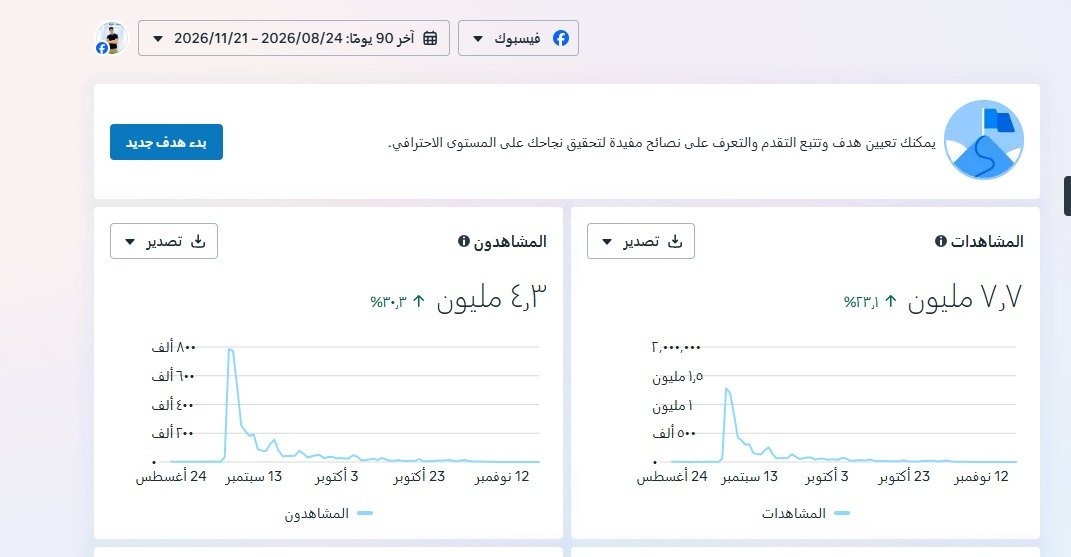 فيسبوك
آخر 90 يومًا: 2026/08/24 – 2026/11/21
يمكنك تعيين هدف وتتبع التقدم والتعرف على نصائح مفيدة لتحقيق نجاحك على المستوى الاحترافي.
بدء هدف جديد
المشاهدات
تصدير
٧٫٧ مليون
٢٣٫١%
٢,٠٠٠,٠٠٠
١٫٥ مليون
١ مليون
٥٠٠ ألف
٠
24 أغسطس
13 سبتمبر
3 أكتوبر
23 أكتوبر
12 نوفمبر
المشاهدات
المشاهدون
تصدير
٤٫٣ مليون
٣٠٫٣%
٨٠٠ ألف
٦٠٠ ألف
٤٠٠ ألف
٢٠٠ ألف
٠
24 أغسطس
13 سبتمبر
3 أكتوبر
23 أكتوبر
12 نوفمبر
المشاهدون